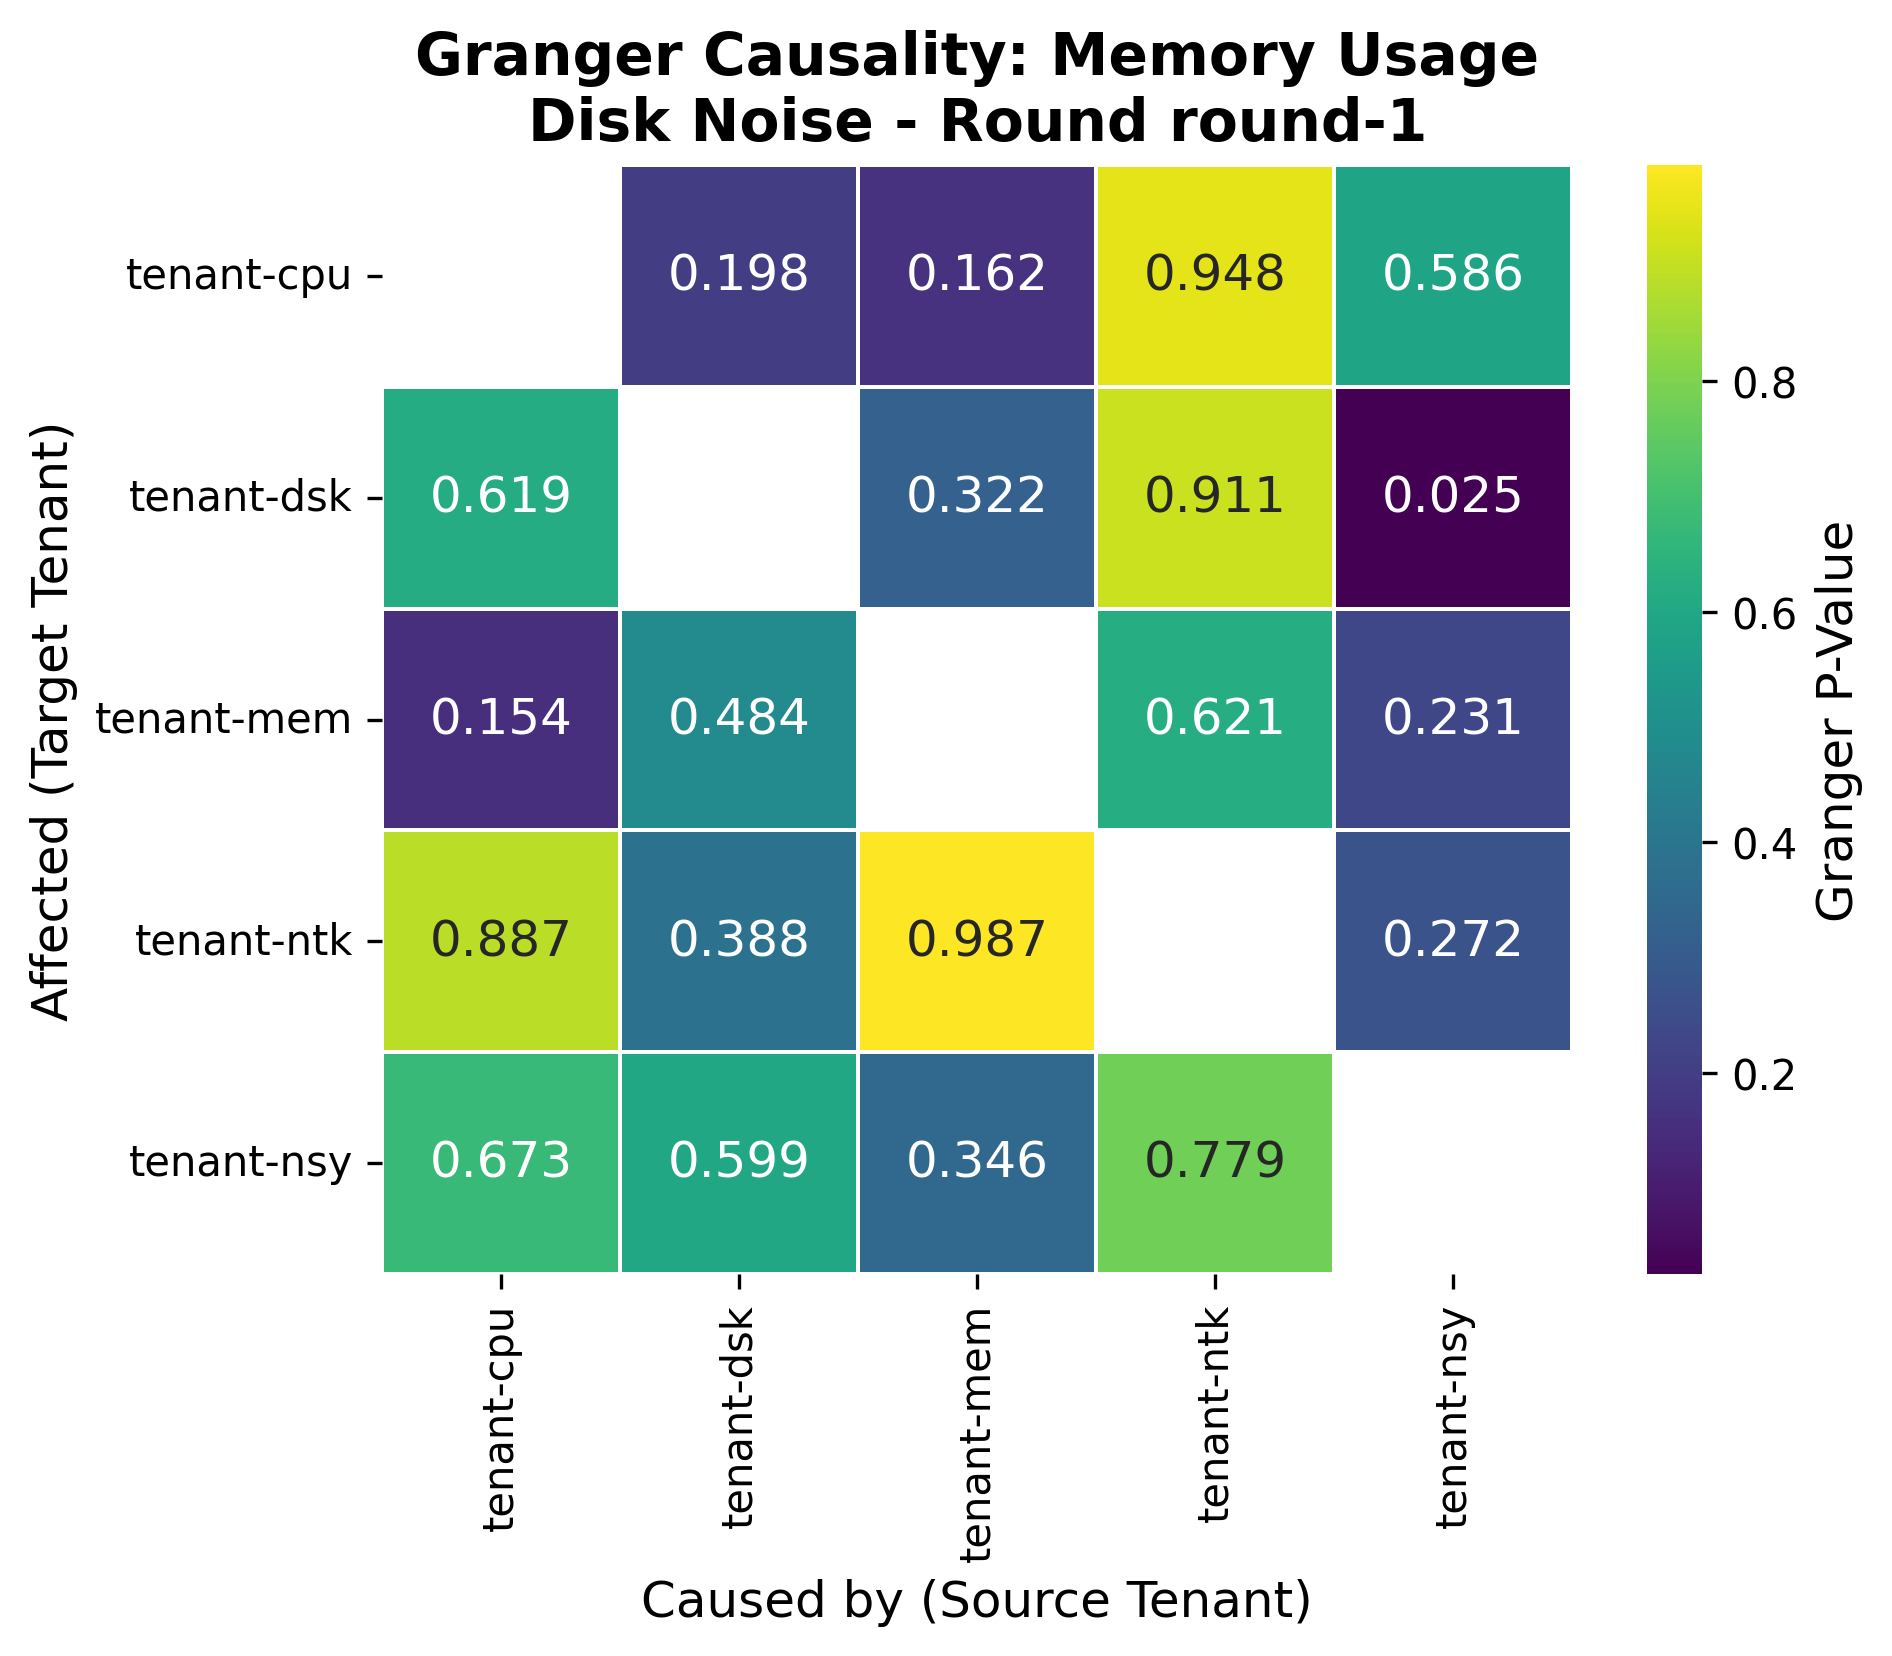 Granger Causality: Memory Usage
Disk Noise - Round round-1
tenant-cpu
0.198 0.162 0.948 0.586
tenant-dsk
0.619 0.322 0.911 0.025
tenant-mem
0.154 0.484 0.621 0.231
tenant-ntk
0.887 0.388 0.987 0.272
tenant-nsy
0.673 0.599 0.346 0.779
Affected (Target Tenant)
tenant-cpu
tenant-dsk
tenant-mem
tenant-ntk
tenant-nsy
Caused by (Source Tenant)
0.8
0.6
0.4
0.2
Granger P-Value